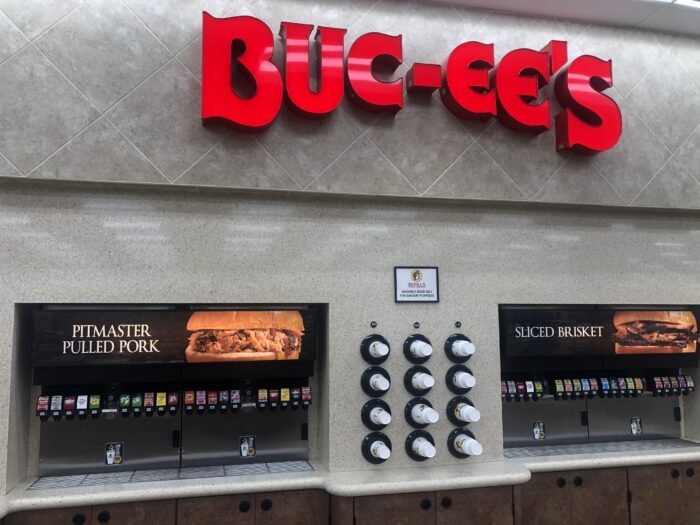 BUC-EE'S
REFILLS
PITMASTER
PULLED PORK
SLICED BRISKET